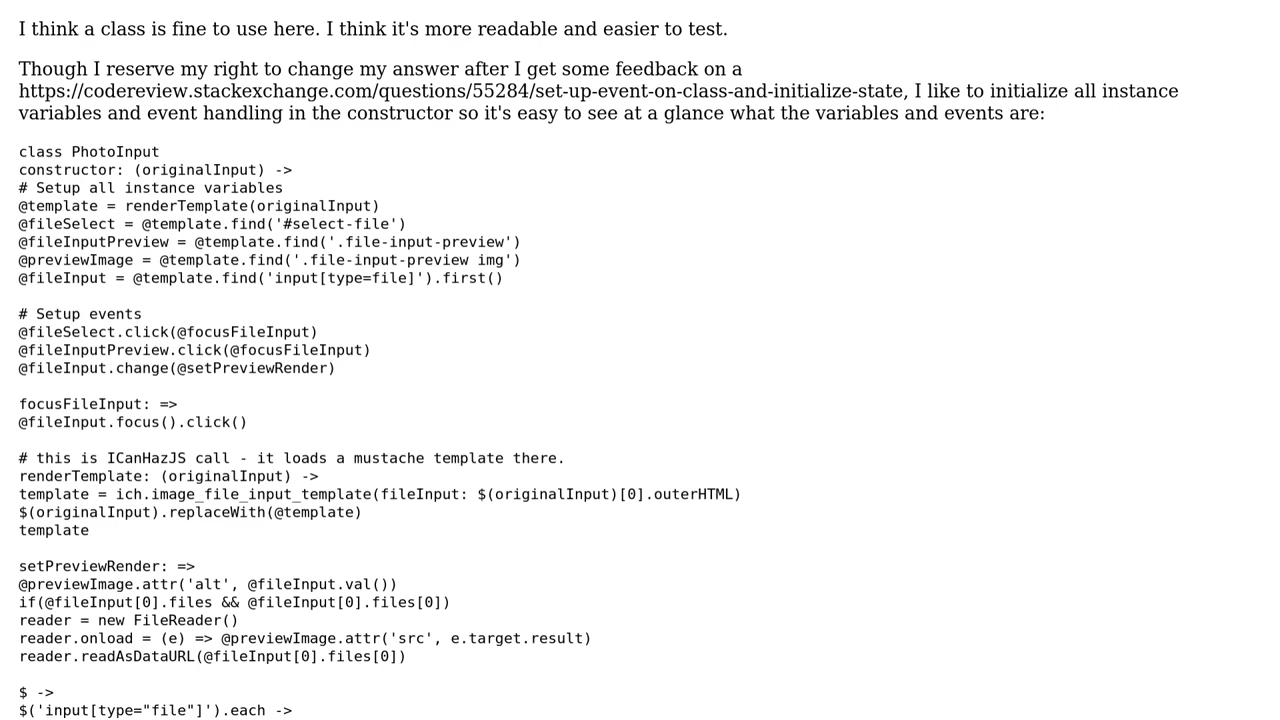 I think a class is fine to use here. I think it's more readable and easier to test.
Though I reserve my right to change my answer after I get some feedback on a
https://codereview.stackexchange.com/questions/55284/set-up-event-on-class-and-initialize-state, I like to initialize all instance
variables and event handling in the constructor so it's easy to see at a glance what the variables and events are:
class PhotoInput
constructor: (originalInput) ->
# Setup all instance variables
@template = renderTemplate(originalInput)
@fileSelect = @template.find('#select-file')
@fileInputPreview = @template.find('.file-input-preview')
@previewImage = @template.find('.file-input-preview img')
@fileInput = @template.find('input[type=file]').first()
# Setup events
@fileSelect.click(@focusFileInput)
@fileInputPreview.click(@focusFileInput)
@fileInput.change(@setPreviewRender)
focusFileInput: =>
@fileInput.focus().click()
# this is ICanHazJS call - it loads a mustache template there.
renderTemplate: (originalInput) ->
template = ich.image_file_input_template(fileInput: $(originalInput)[0].outerHTML)
$(originalInput).replaceWith(@template)
template
setPreviewRender: =>
@previewImage.attr('alt', @fileInput.val())
if(@fileInput[0].files && @fileInput[0].files[0])
reader = new FileReader()
reader.onload = (e) => @previewImage.attr('src', e.target.result)
reader.readAsDataURL(@fileInput[0].files[0])
$ ->
$('input[type="file"]').each ->